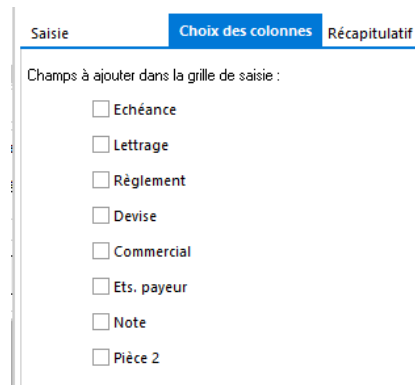 Saisie Choix des colonnes Récapitulatif
Champs à ajouter dans la grille de saisie :
Echéance
Lettrage
Règlement
Devise
Commercial
Ets. payeur
Note
Pièce 2